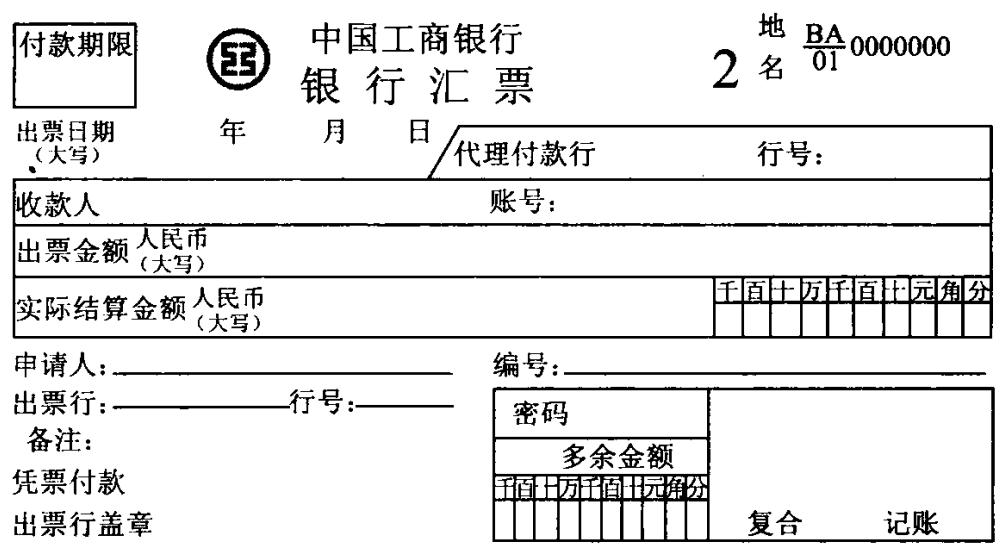 付款期限
中国工商银行
银行汇票
2
地名
BA/01 0000000
出票日期
（大写）
年 月 日
代理付款行 行号：
收款人 账号：
出票金额 人民币
（大写）
实际结算金额 人民币
（大写）
千百十万千百十元角分
申请人： 编号：
出票行： 行号：
备注：
凭票付款
出票行盖章
密码
多余金额
千百十万千百十元角分
复合 记账